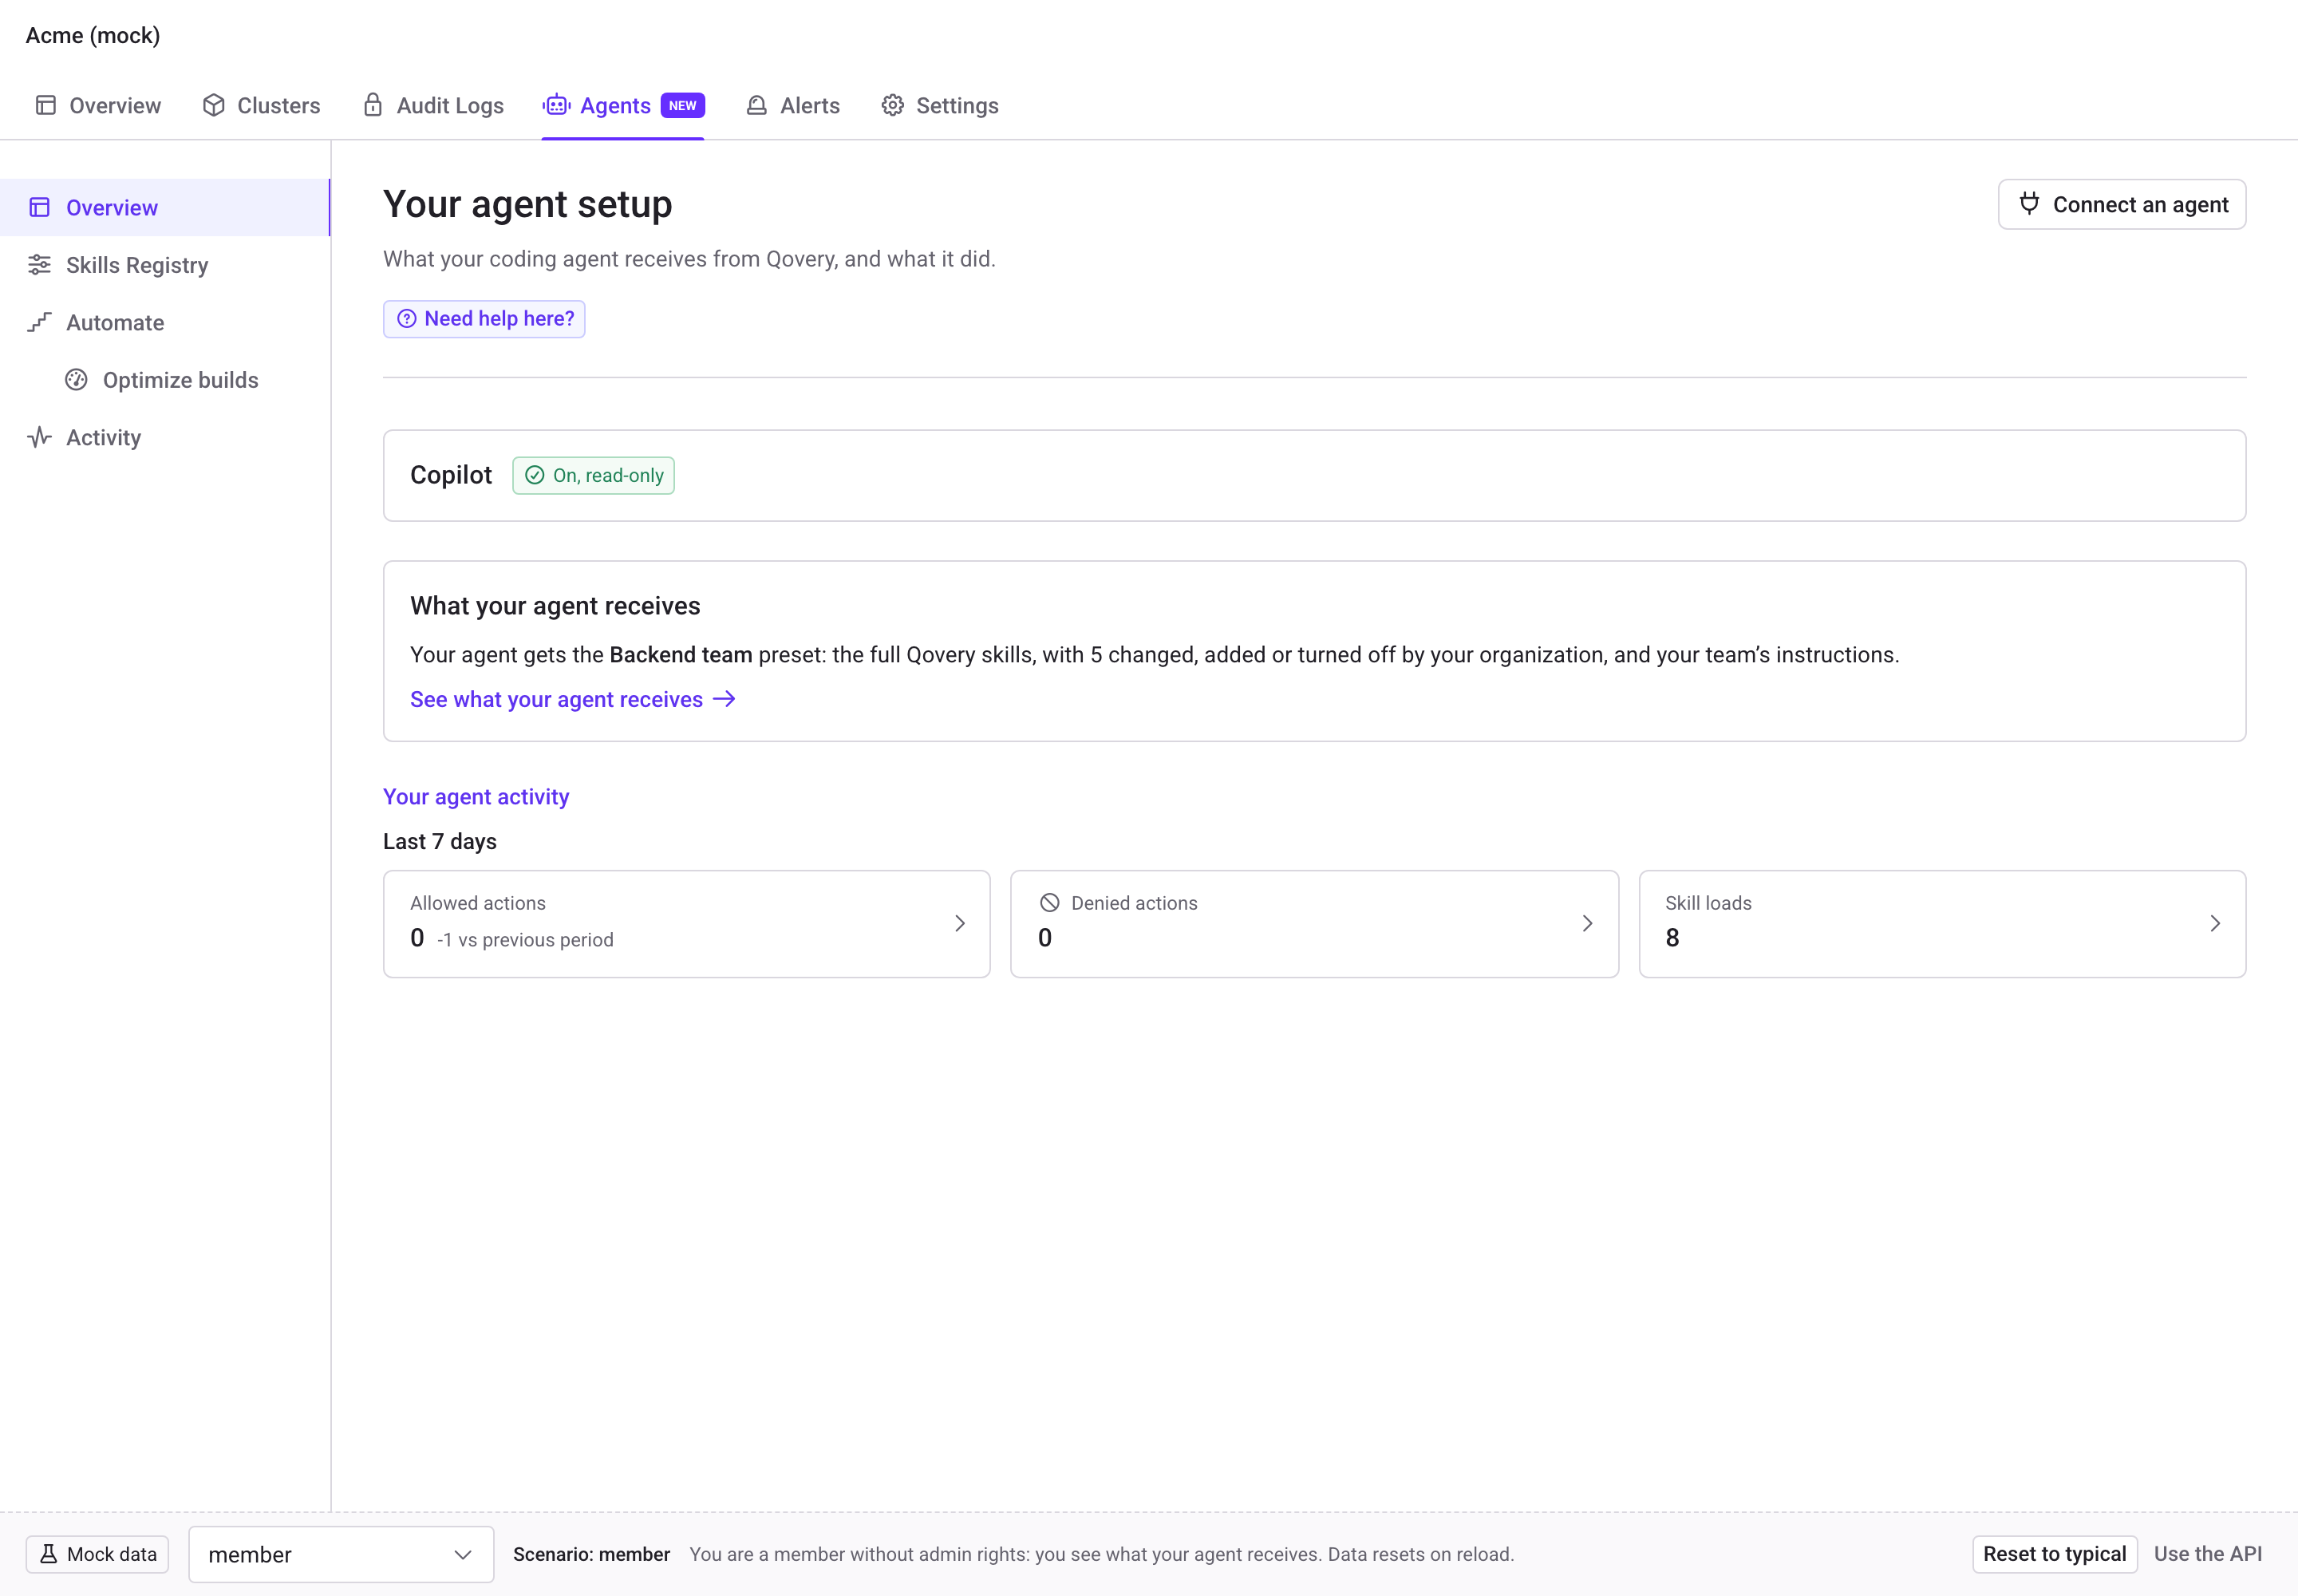 Acme (mock)
Overview
Clusters
Audit Logs
Agents NEW
Alerts
Settings
Overview
Skills Registry
Automate
Optimize builds
Activity
Your agent setup
Connect an agent
What your coding agent receives from Qovery, and what it did.
Need help here?
Copilot On, read-only
What your agent receives
Your agent gets the Backend team preset: the full Qovery skills, with 5 changed, added or turned off by your organization, and your team’s instructions.
See what your agent receives
Your agent activity
Last 7 days
Allowed actions
0 -1 vs previous period
Denied actions
0
Skill loads
8
Mock data
member
Scenario: member You are a member without admin rights: you see what your agent receives. Data resets on reload.
Reset to typical
Use the API